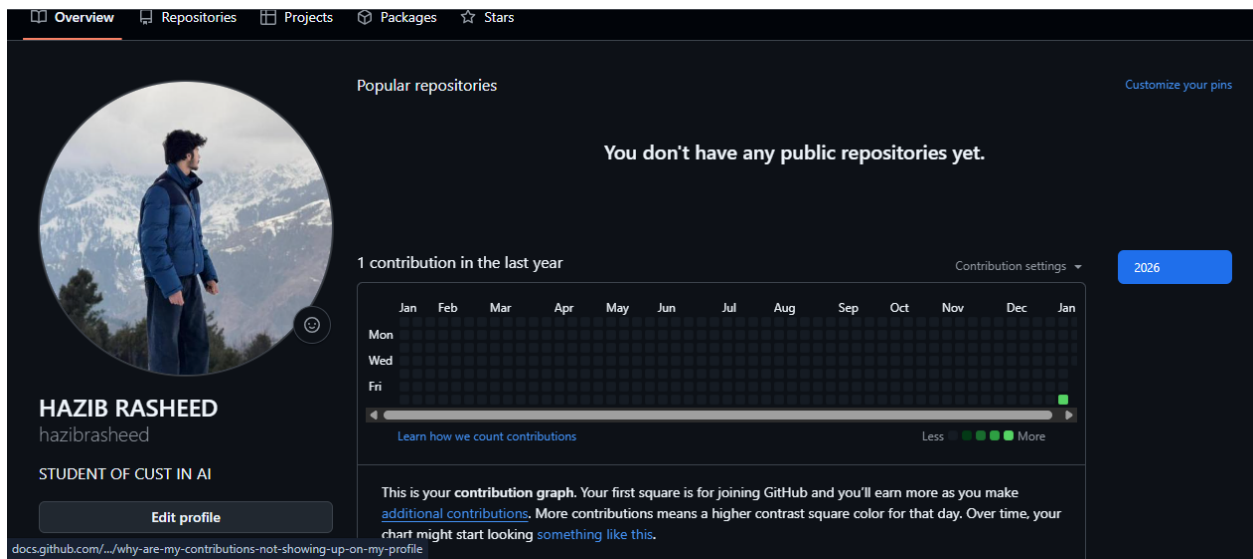 Overview Repositories Projects Packages Stars
Popular repositories
Customize your pins
You don't have any public repositories yet.
1 contribution in the last year
Contribution settings
2026
Jan Feb Mar Apr May Jun Jul Aug Sep Oct Nov Dec Jan
Mon
Wed
Fri
Learn how we count contributions
Less More
HAZIB RASHEED
hazibrasheed
STUDENT OF CUST IN AI
Edit profile
This is your contribution graph. Your first square is for joining GitHub and you'll earn more as you make
additional contributions. More contributions means a higher contrast square color for that day. Over time, your
chart might start looking something like this.
docs.github.com/.../why-are-my-contributions-not-showing-up-on-my-profile